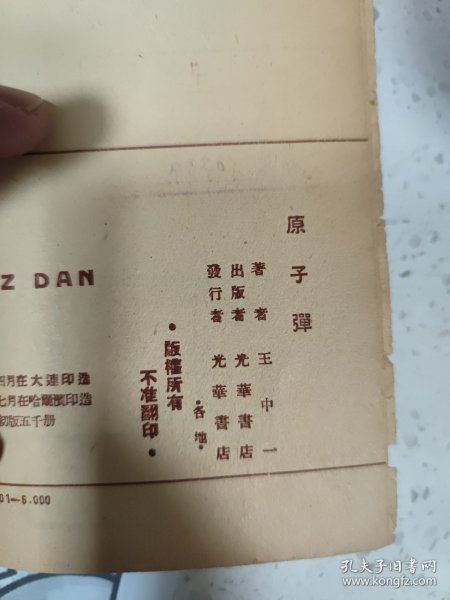 原子彈
著者 王中一
出版者 光華書店
發行者 光華書店
·各地·
·版權所有
不准翻印·
Z DAN
四月在大連印造
七月在哈爾濱印造
初版五千册
01—6.000
孔夫子旧书网
www.kongfz.com